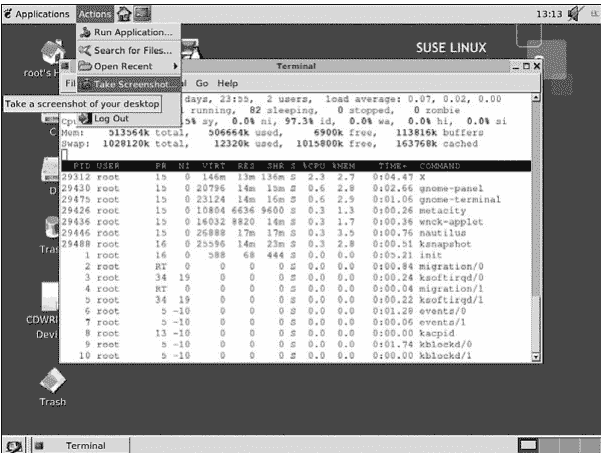 Applications Actions 13:13
Run Application...
Search for Files...
Open Recent
Take Screenshot...
Take a screenshot of your desktop
Log Out
SUSE LINUX
root's H
Terminal
Fi l Go Help
days, 23:55, 2 users, load average: 0.07, 0.02, 0.00
running, 82 sleeping, 0 stopped, 0 zombie
Cpu 5% sy, 0.0% ni, 97.3% id, 0.0% wa, 0.0% hi, 0.0% si
Mem: 513564k total, 506664k used, 6900k free, 113816k buffers
Swap: 1028120k total, 12320k used, 1015800k free, 163768k cached
PID USER PR NI VIRT RES SHR S %CPU %MEM TIME+ COMMAND
29312 root 15 0 146m 13m 136m S 2.3 2.7 0:04.47 X
29430 root 15 0 20796 14m 15m S 0.6 2.8 0:02.66 gnome-panel
29475 root 15 0 23124 14m 16m S 0.6 2.9 0:01.06 gnome-terminal
29426 root 15 0 10804 6636 9600 S 0.3 1.3 0:00.26 metacity
29436 root 15 0 16032 8820 14m S 0.3 1.7 0:00.36 wnck-applet
29446 root 15 0 26888 17m 17m S 0.3 3.5 0:00.76 nautilus
29488 root 16 0 25596 14m 23m S 0.3 2.8 0:00.51 ksnapshot
1 root 16 0 588 68 444 S 0.0 0.0 0:05.21 init
2 root RT 0 0 0 0 S 0.0 0.0 0:00.84 migration/0
3 root 34 19 0 0 0 S 0.0 0.0 0:00.24 ksoftirqd/0
4 root RT 0 0 0 0 S 0.0 0.0 0:00.04 migration/1
5 root 34 19 0 0 0 S 0.0 0.0 0:00.22 ksoftirqd/1
6 root 5 -10 0 0 0 S 0.0 0.0 0:01.28 events/0
7 root 5 -10 0 0 0 S 0.0 0.0 0:00.06 events/1
8 root 13 -10 0 0 0 S 0.0 0.0 0:00.00 kacpid
9 root 5 -10 0 0 0 S 0.0 0.0 0:01.74 kblockd/0
10 root 5 -10 0 0 0 S 0.0 0.0 0:00.00 kblockd/1
C
D
Tras
CDWRI
Devi
Trash
Terminal